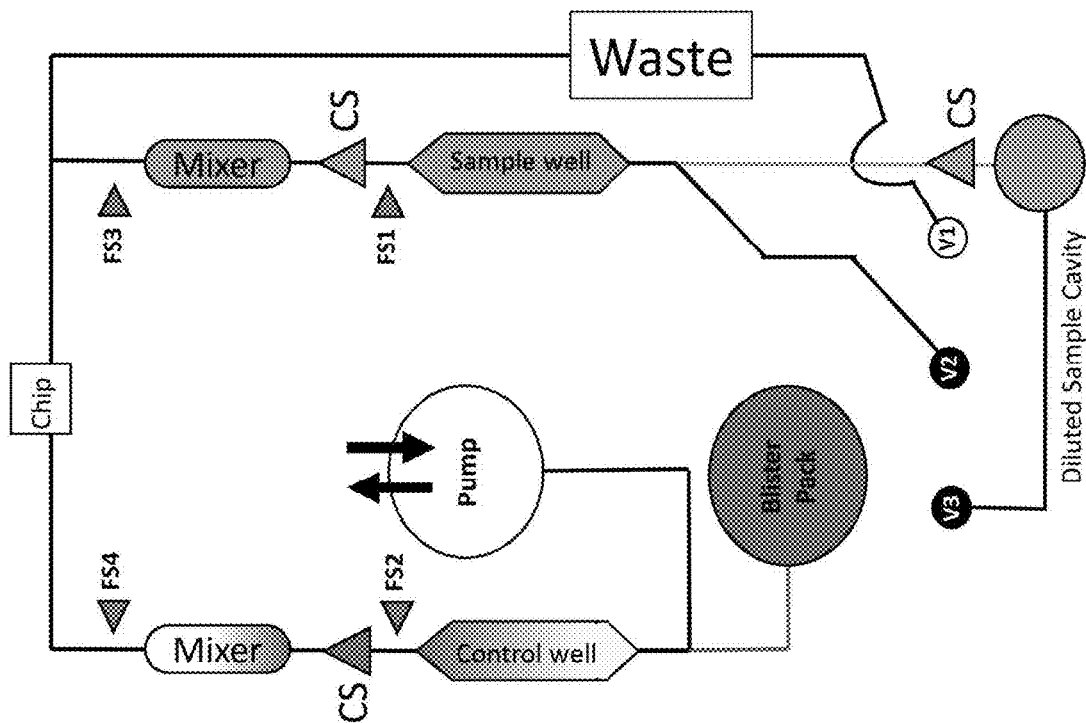 Chip
Waste
FS3
Mixer
CS
FS1
Sample well
CS
V1
V2
V3
Diluted Sample Cavity
FS4
Mixer
CS
FS2
Control well
Pump
Blister
Pack